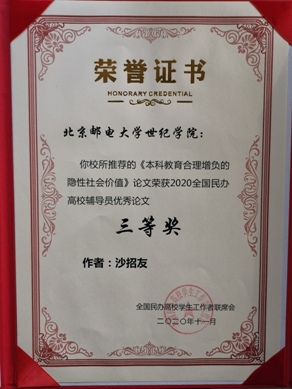 荣誉证书
HONORARY CREDENTIAL
北京邮电大学世纪学院：
你校所推荐的《本科教育合理增负的
隐性社会价值》论文荣获2020全国民办
高校辅导员优秀论文
三等奖
作者：沙招友
全国民办高校学生工作者联席会
二〇二〇年十一月